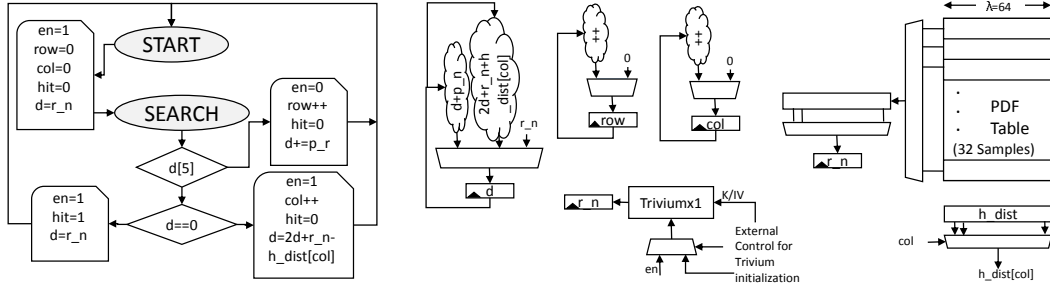 en=1
row=0
col=0
hit=0
d=r_n
START
SEARCH
d[5]
en=0
row++
hit=0
d+=p_r
en=1
hit=1
d=r_n
d==0
en=1
col++
hit=0
d=2d+r_n-
h_dist[col]
d+p_n
2d+r_n+h
_dist[col]
r_n
d
++
0
row
++
0
col
r_n
Triviumx1
K/IV
en
External
Control for
Trivium
initialization
r_n
λ=64
PDF
Table
(32 Samples)
h_dist
col
h_dist[col]